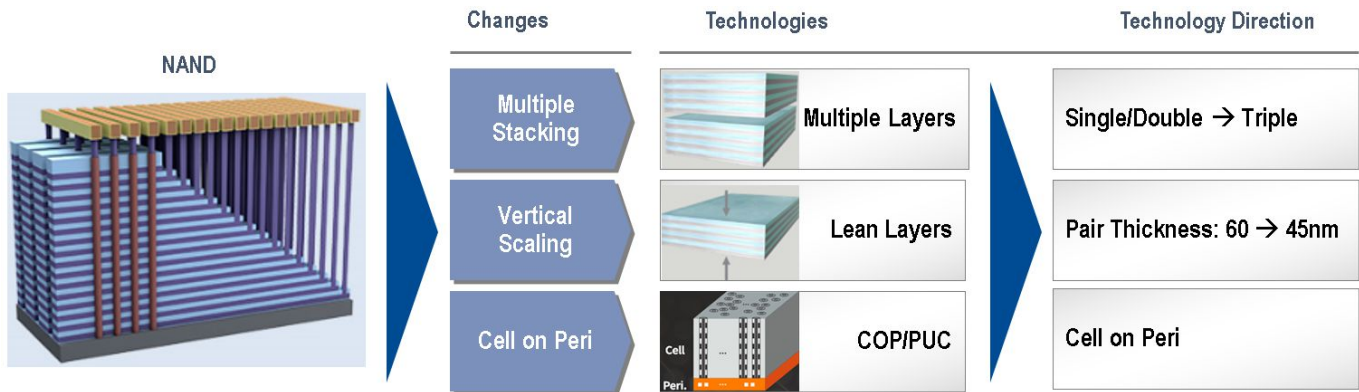 Changes
Technologies
Technology Direction
NAND
Multiple
Stacking
Multiple Layers
Single/Double → Triple
Vertical
Scaling
Lean Layers
Pair Thickness: 60 → 45nm
Cell on Peri
Cell
Peri.
COP/PUC
Cell on Peri